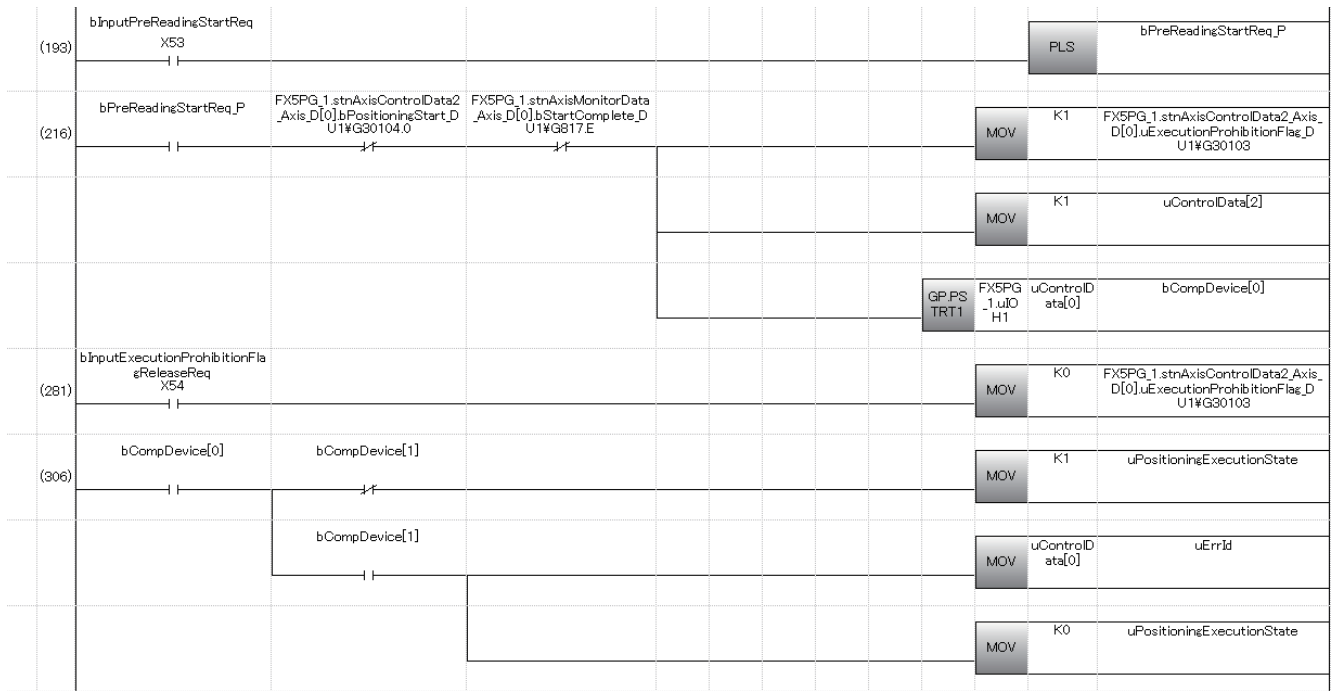 bInputPreReadingStartReq
X53
(193)
PLS
bPreReadingStartReq_P
bPreReadingStartReq_P
FX5PG_1.stnAxisControlData2
_Axis_D[0].bPositioningStart_D
U1¥G30104.0
FX5PG_1.stnAxisMonitorData
_Axis_D[0].bStartComplete_D
U1¥G817.E
(216)
MOV
K1
FX5PG_1.stnAxisControlData2_Axis_
D[0].uExecutionProhibitionFlag_D
U1¥G30103
MOV
K1
uControlData[2]
GP.PS
TRT1
FX5PG
_1.uIO
H1
uControlD
ata[0]
bCompDevice[0]
bInputExecutionProhibitionFla
gReleaseReq
X54
(281)
MOV
K0
FX5PG_1.stnAxisControlData2_Axis_
D[0].uExecutionProhibitionFlag_D
U1¥G30103
bCompDevice[0]
bCompDevice[1]
(306)
MOV
K1
uPositioningExecutionState
bCompDevice[1]
MOV
uControlD
ata[0]
uErrId
MOV
K0
uPositioningExecutionState